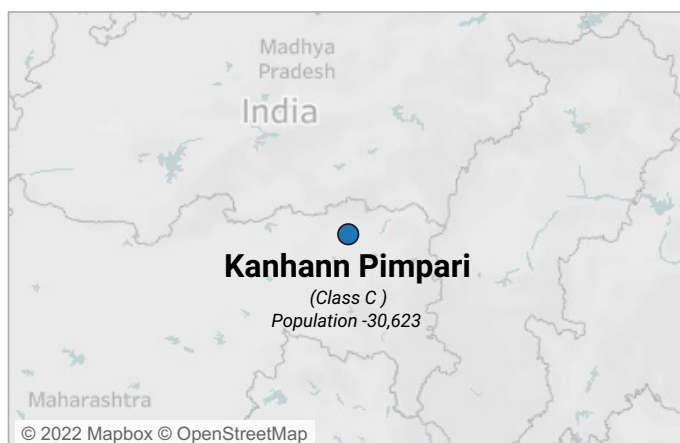 Madhya
Pradesh
India
Kanhann Pimpari
(Class C )
Population -30,623
Maharashtra
© 2022 Mapbox © OpenStreetMap